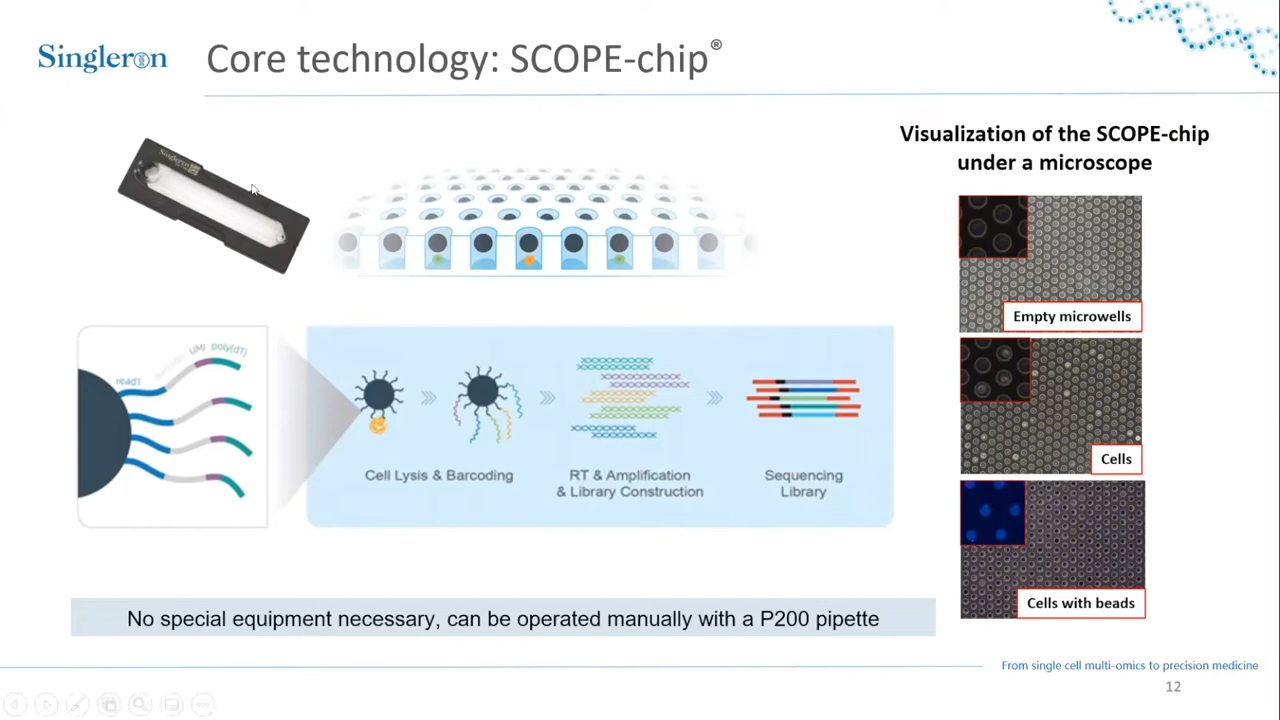 Singleron
Core technology: SCOPE-chip®
Singleron
Visualization of the SCOPE-chip
under a microscope
Empty microwells
Cells
Cells with beads
read1
UMI
poly(dT)
Cell Lysis & Barcoding
RT & Amplification
& Library Construction
Sequencing
Library
No special equipment necessary, can be operated manually with a P200 pipette
From single cell multi-omics to precision medicine
12